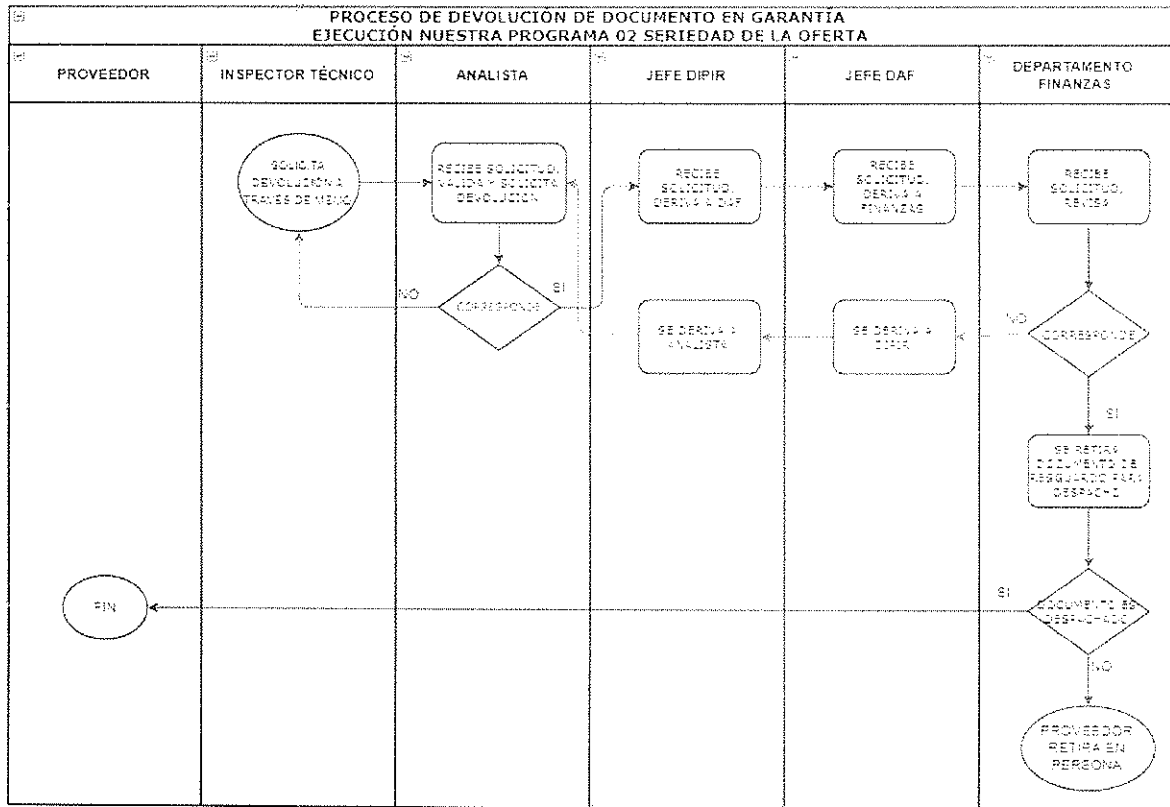 PROCESO DE DEVOLUCIÓN DE DOCUMENTO EN GARANTÍA
EJECUCIÓN NUESTRA PROGRAMA 02 SERIEDAD DE LA OFERTA
PROVEEDOR
INSPECTOR TÉCNICO
ANALISTA
JEFE DIPIR
JEFE DAF
DEPARTAMENTO
FINANZAS
SOLICITA
DEVOLUCION A
TRAVES DE MEMO
RECIBE SOLICITUD,
VALIDA Y SOLICITA
DEVOLUCION
RECIBE
SOLICITUD,
DERIVA A DAF
RECIBE
SOLICITUD,
DERIVA A
FINANZAS
RECIBE
SOLICITUD,
REVISA
NO
CORRESPONDE
SI
SE DERIVA A
ANALISTA
SE DERIVA A
DIPIR
NO
CORRESPONDE
SI
SE RETIRA
DOCUMENTO DE
RESGUARDO PARA
DESPACHO
FIN
SI
DOCUMENTO ES
DESPACHADO
NO
PROVEEDOR
RETIRA EN
PERSONA